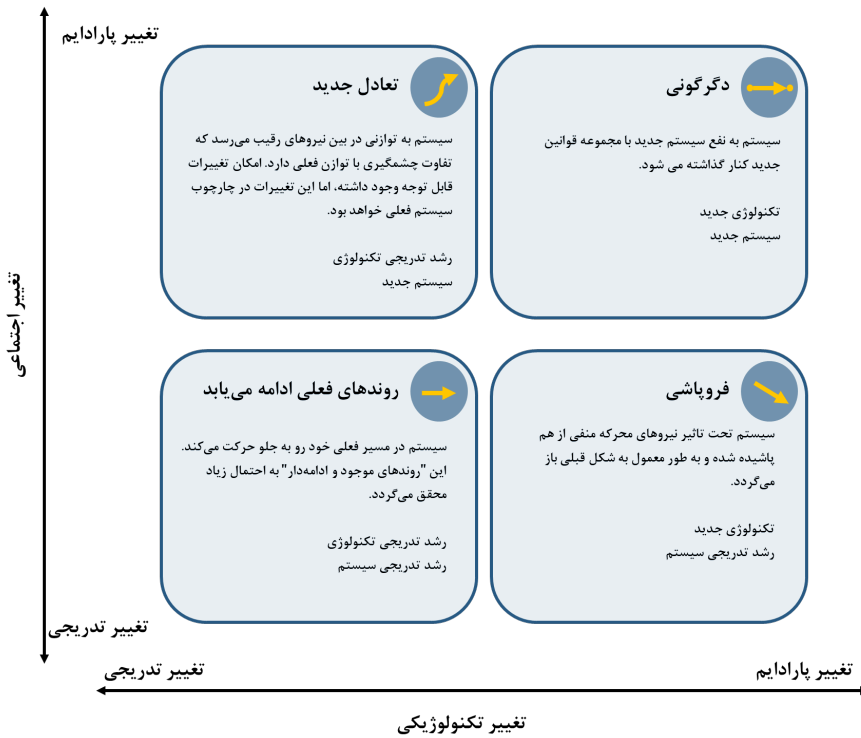 تغییر پارادایم
دگرگونی
سیستم به نفع سیستم جدید با مجموعه قوانین
جدید کنار گذاشته می شود.
تکنولوژی جدید
سیستم جدید
تعادل جدید
سیستم به توازنی در بین نیروهای رقیب می‌رسد که
تفاوت چشمگیری با توازن فعلی دارد. امکان تغییرات
قابل توجه وجود داشته، اما این تغییرات در چارچوب
سیستم فعلی خواهد بود.
رشد تدریجی تکنولوژی
سیستم جدید
تغییر اجتماعی
فروپاشی
سیستم تحت تاثیر نیروهای محرکه منفی از هم
پاشیده شده و به طور معمول به شکل قبلی باز
می‌گردد.
تکنولوژی جدید
رشد تدریجی سیستم
روندهای فعلی ادامه می‌یابد
سیستم در مسیر فعلی خود رو به جلو حرکت می‌کند.
این "روندهای موجود و ادامه‌دار" به احتمال زیاد
محقق می‌گردد.
رشد تدریجی تکنولوژی
رشد تدریجی سیستم
تغییر تدریجی
تغییر پارادایم
تغییر تدریجی
تغییر تکنولوژیکی